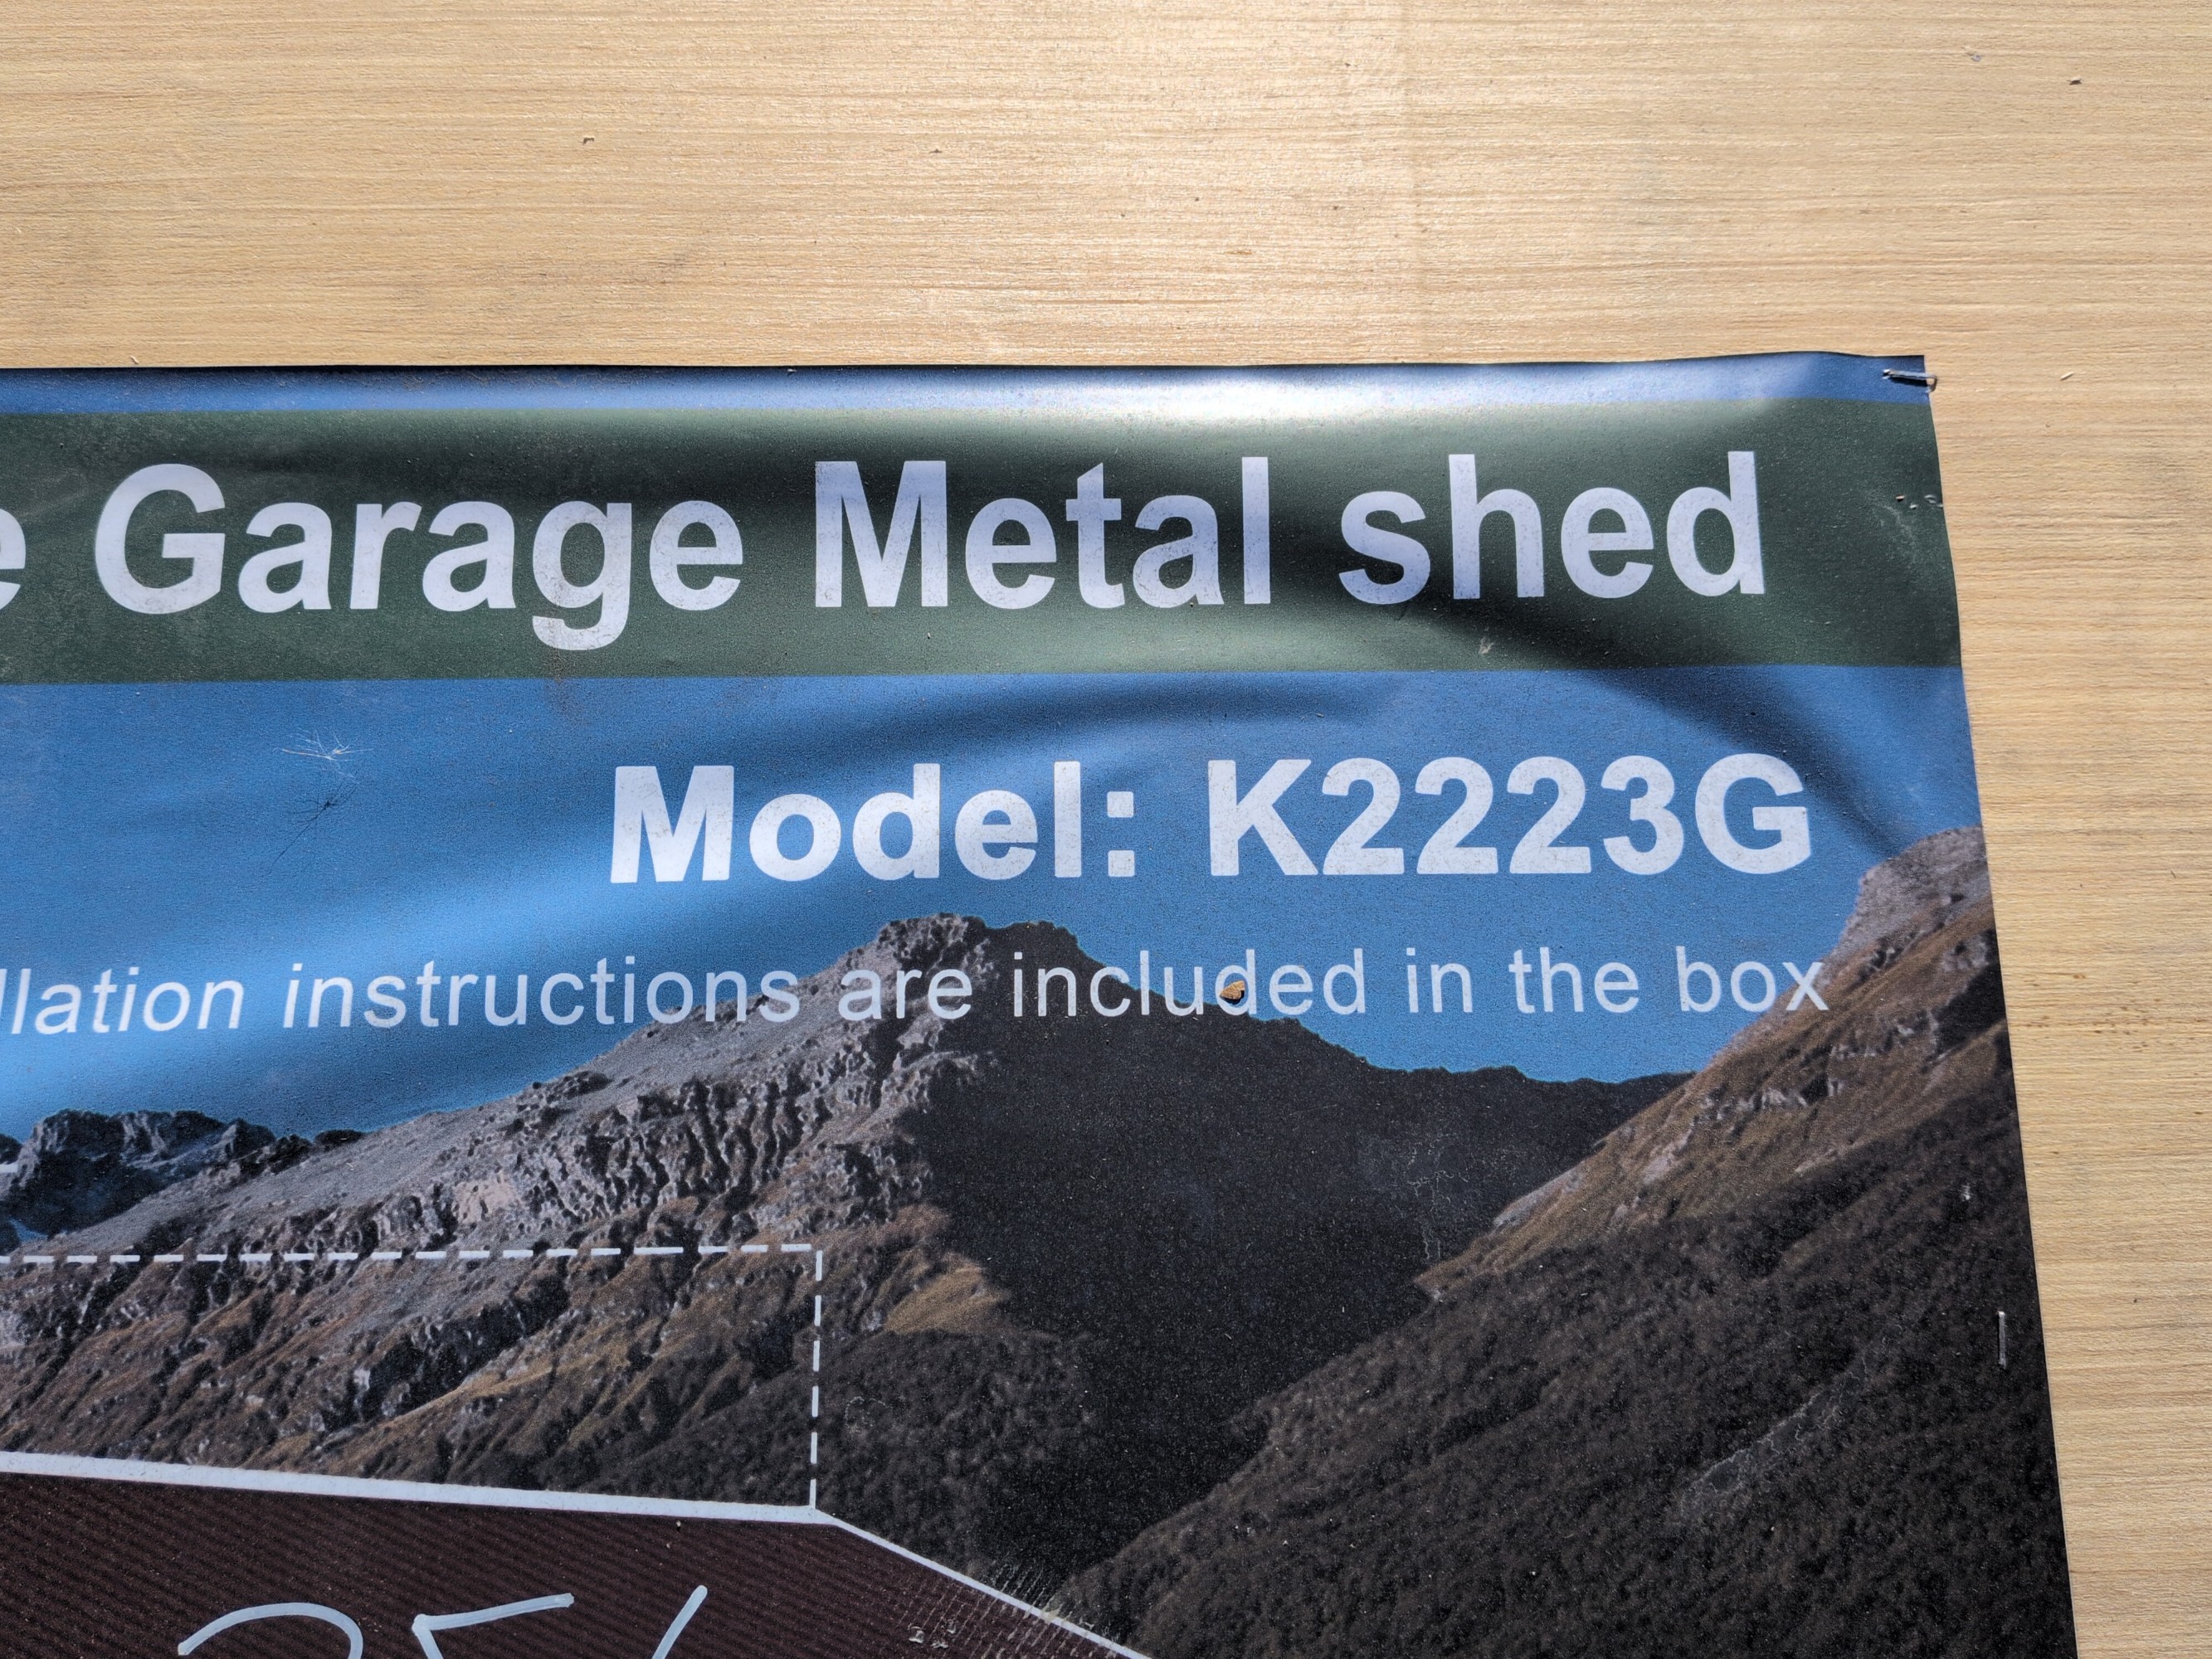 e Garage Metal shed
Model: K2223G
llation instructions are included in the box